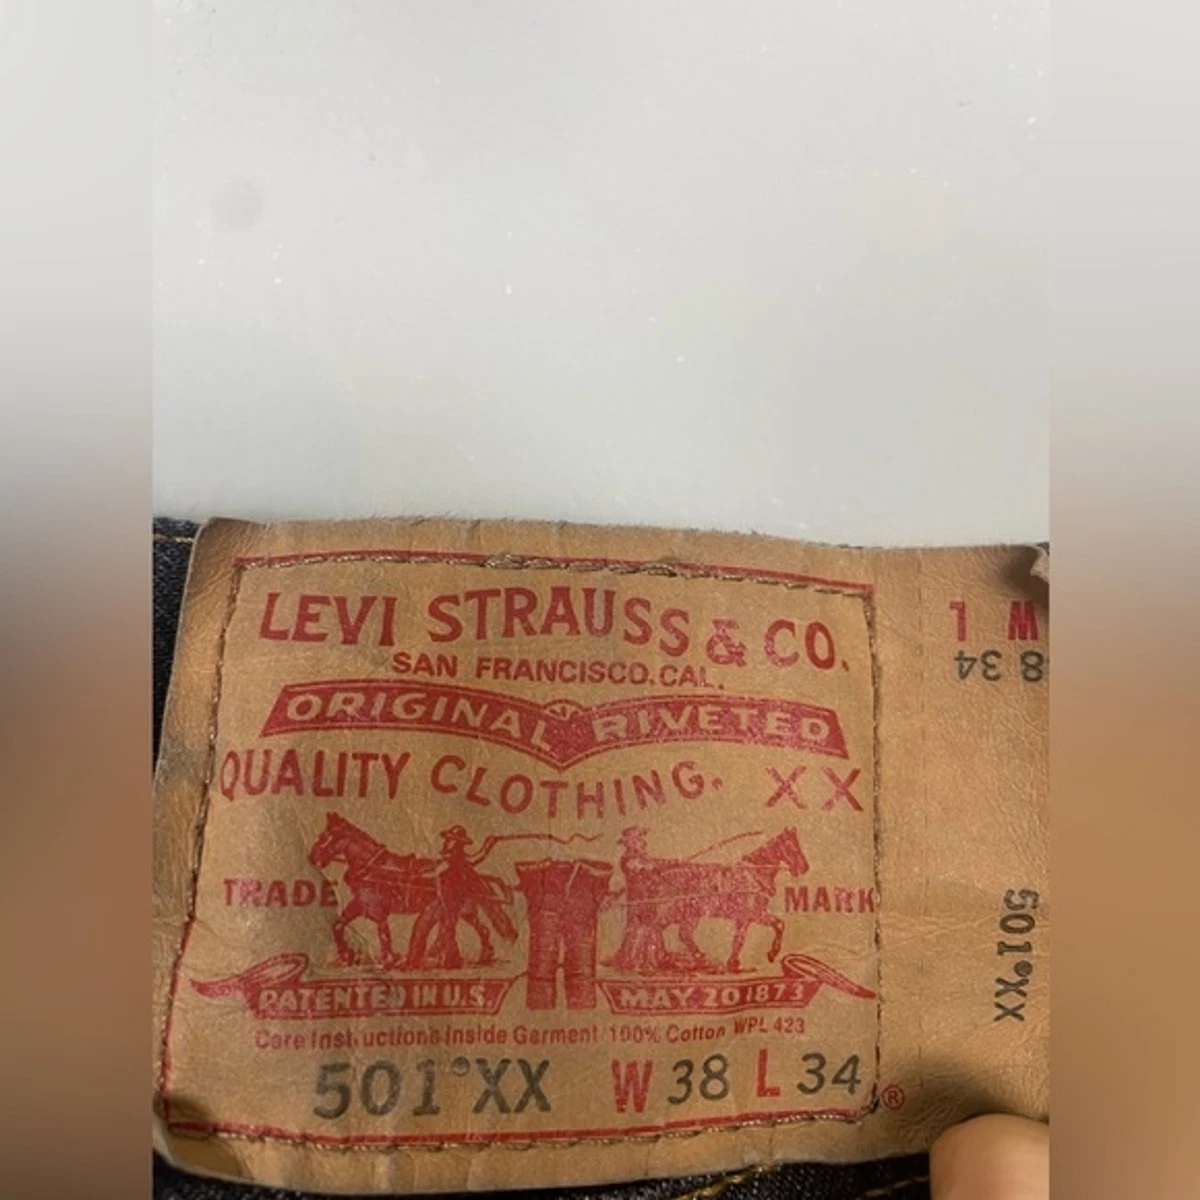 LEVI STRAUSS & CO.
SAN FRANCISCO.CAL.
ORIGINAL RIVETED
QUALITY CLOTHING. XX
TRADE MARK
PATENTED IN U.S. MAY 20 1873
Care Instructions Inside Garment 100% Cotton WPL 423
501®XX W 38 L 34
®
W L
8 34
501®XX